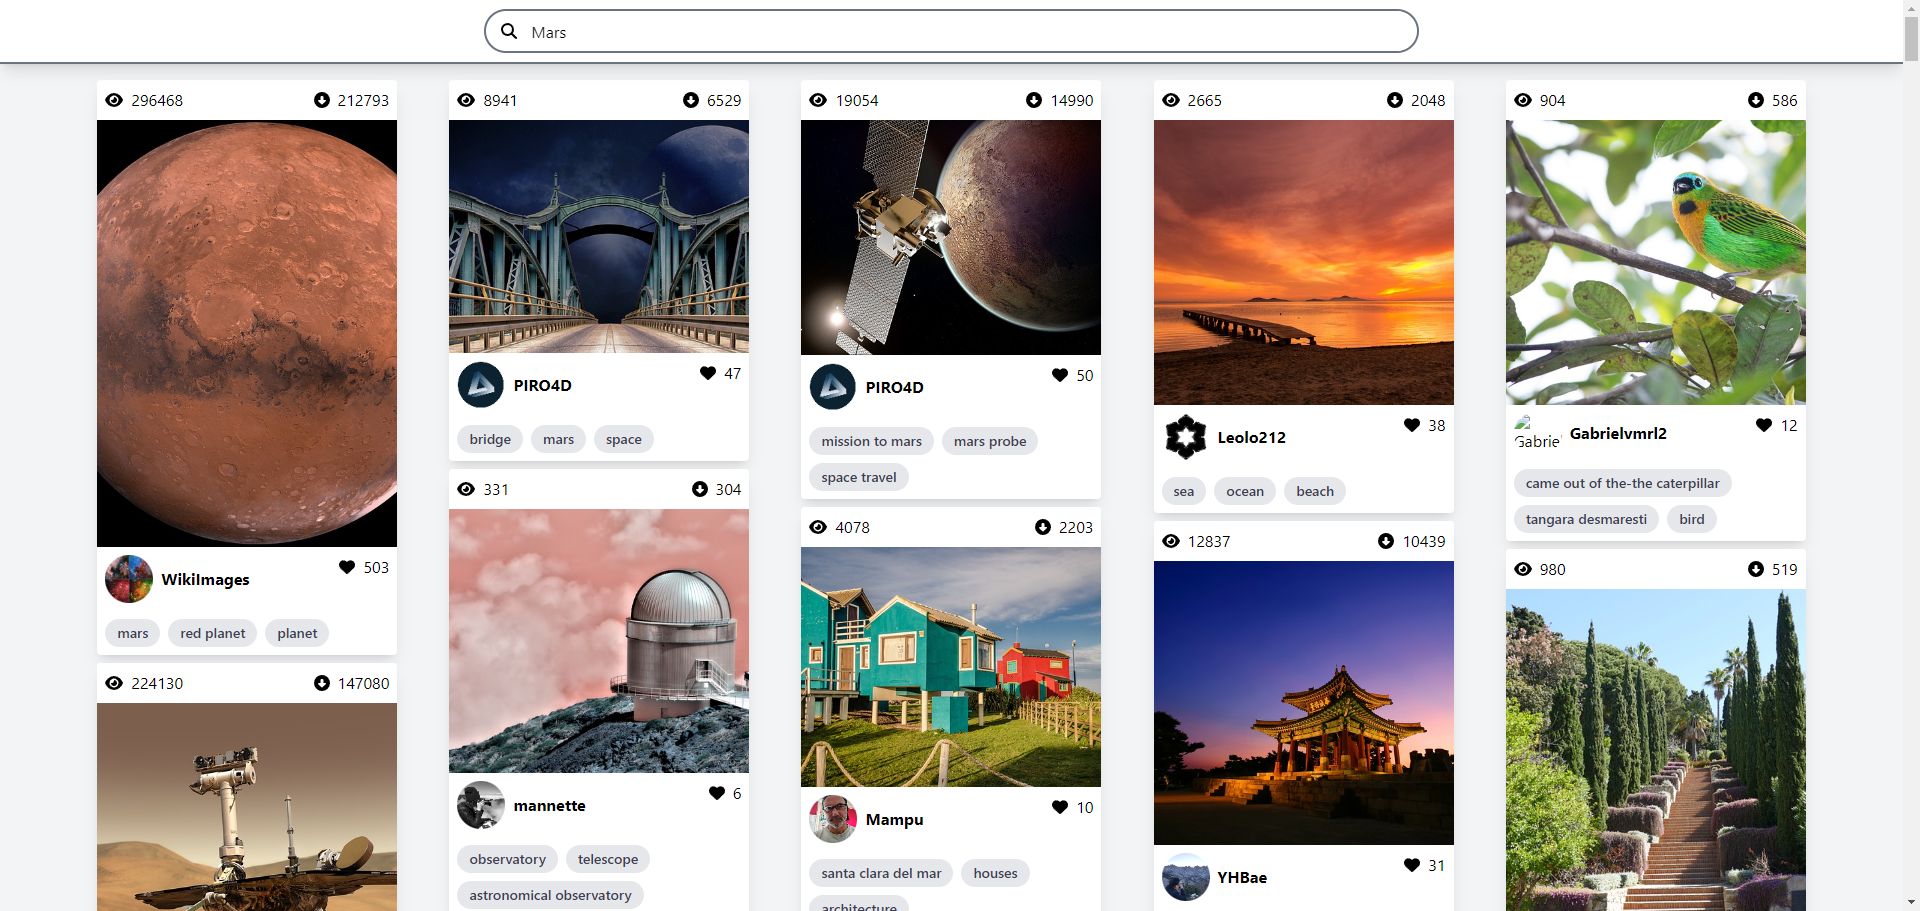 Mars
296468 212793
WikiImages
503
mars red planet planet
224130 147080
8941 6529
PIRO4D
47
bridge mars space
331 304
mannette
6
observatory telescope
astronomical observatory
19054 14990
PIRO4D
50
mission to mars mars probe
space travel
4078 2203
Mampu
10
santa clara del mar houses
architecture
2665 2048
Leolo212
38
sea ocean beach
12837 10439
YHBae
31
904 586
Gabrie
Gabrielvmrl2
12
came out of the-the caterpillar
tangara desmaresti bird
980 519